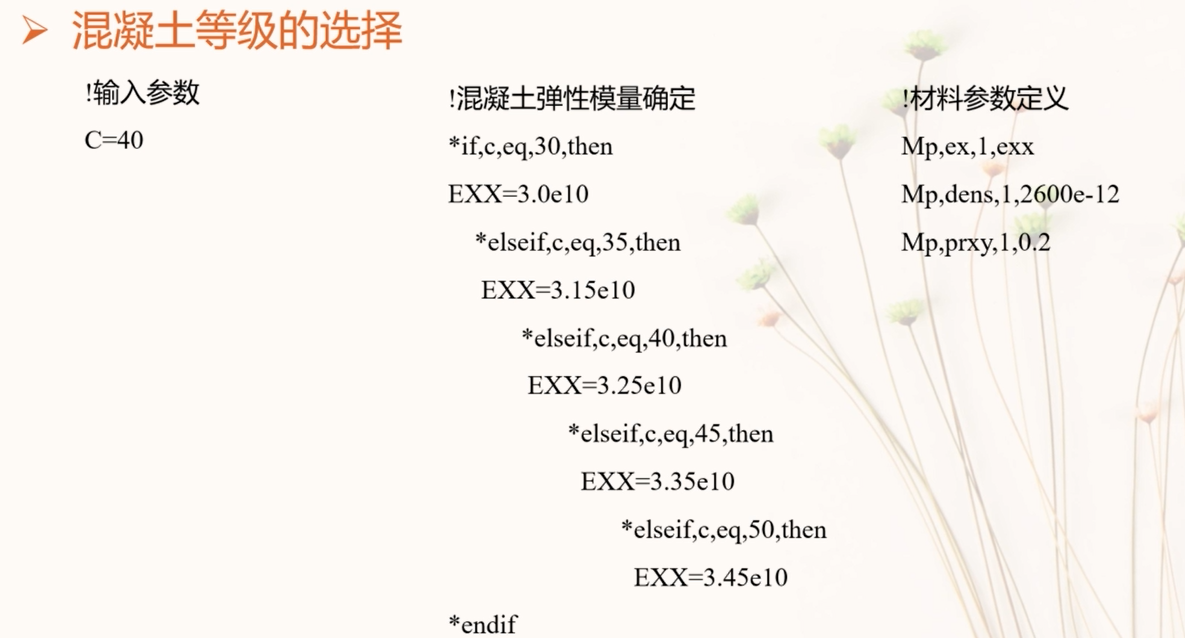 混凝土等级的选择
!输入参数
C=40
!混凝土弹性模量确定
*if,c,eq,30,then
EXX=3.0e10
*elseif,c,eq,35,then
EXX=3.15e10
*elseif,c,eq,40,then
EXX=3.25e10
*elseif,c,eq,45,then
EXX=3.35e10
*elseif,c,eq,50,then
EXX=3.45e10
*endif
!材料参数定义
Mp,ex,1,exx
Mp,dens,1,2600e-12
Mp,prxy,1,0.2